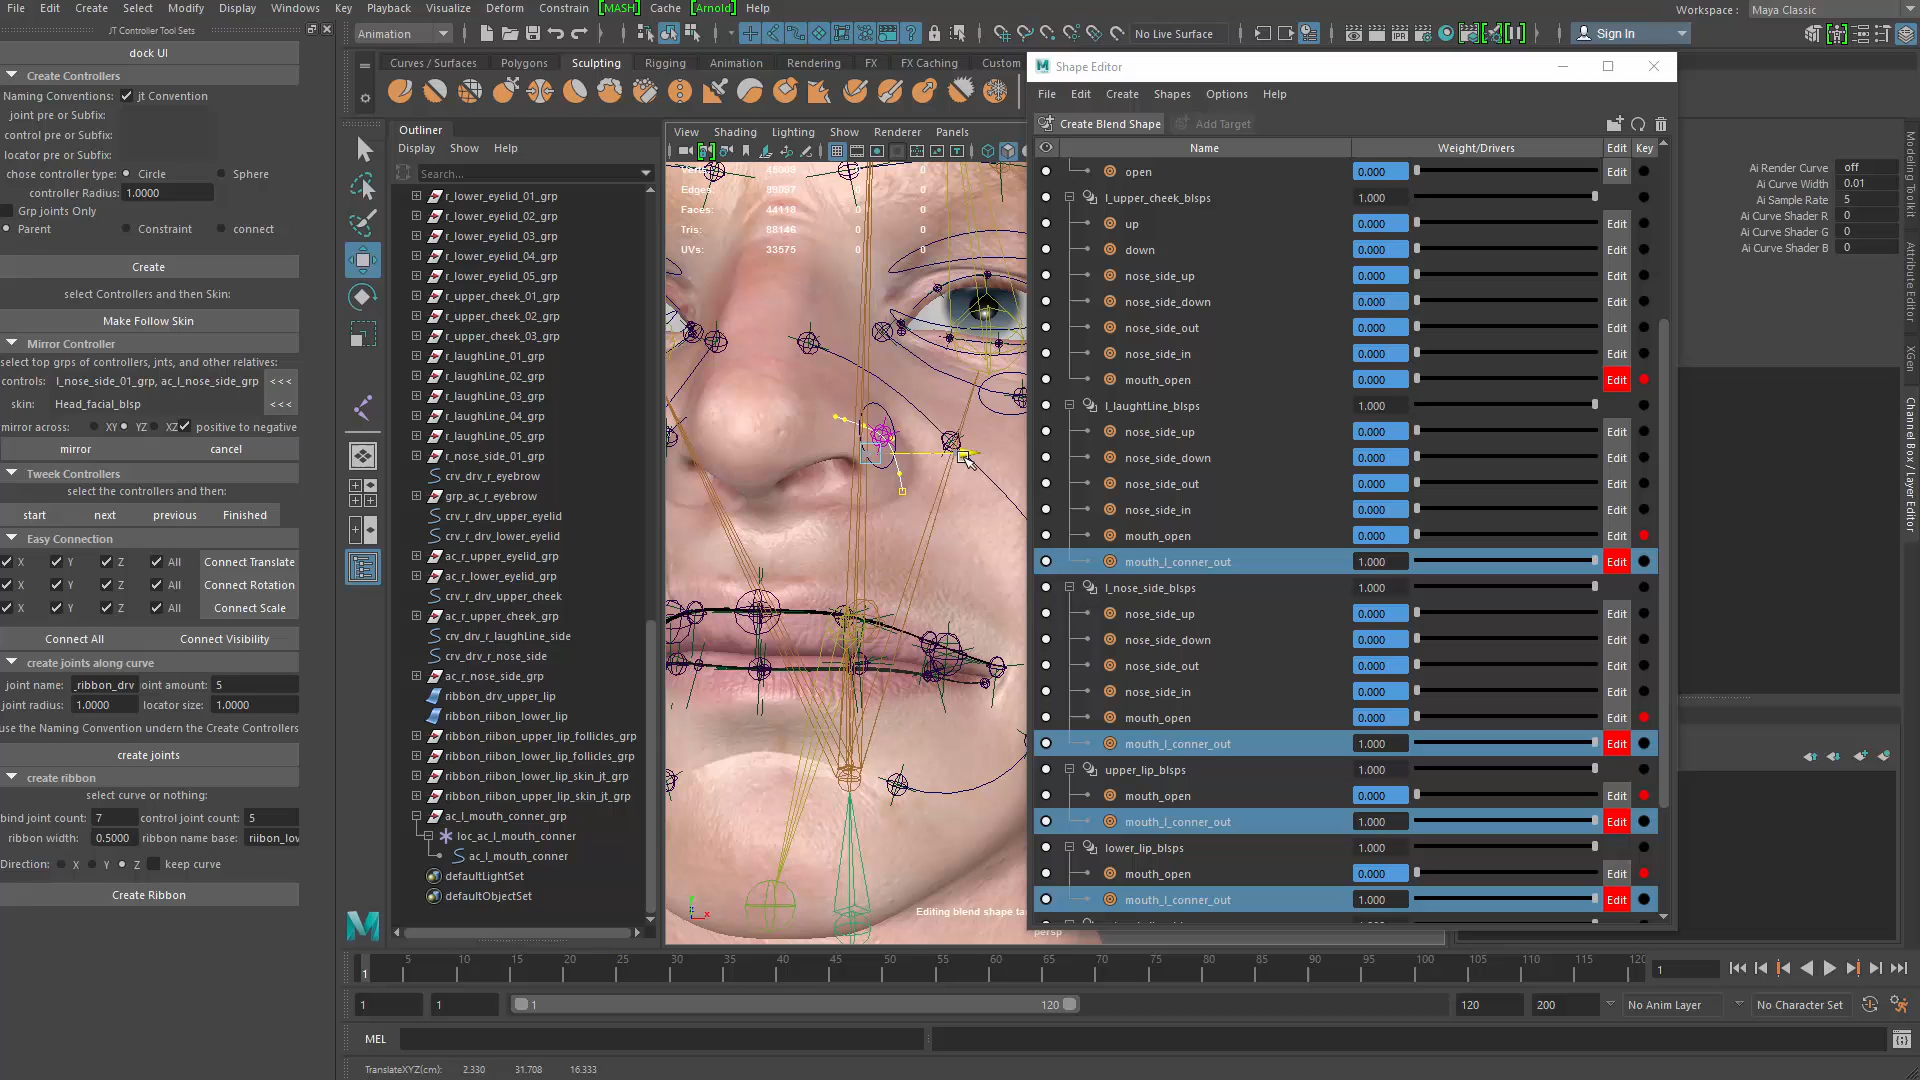 File Edit Create Select Modify Display Windows Key Playback Visualize Deform Constrain [MASH] Cache [Arnold] Help
Workspace : Maya Classic
JT Controller Tool Sets
Animation
No Live Surface
Sign In
dock UI
Create Controllers
Naming Conventions: jt Convention
joint pre or Subfix:
control pre or Subfix:
locator pre or Subfix:
chose controller type: Circle Sphere
controller Radius: 1.0000
Grp joints Only
Parent Constraint connect
Create
select Controllers and then Skin:
Make Follow Skin
Mirror Controller
select top grps of controllers, jnts, and other relatives:
controls: l_nose_side_01_grp, ac_l_nose_side_grp <<<
skin: Head_facial_blsp <<<
mirror across: XY YZ XZ positive to negative
mirror cancel
Tweek Controllers
select the controllers and then:
start next previous Finished
Easy Connection
X Y Z All Connect Translate
X Y Z All Connect Rotation
X Y Z All Connect Scale
Connect All Connect Visibility
create joints along curve
joint name: _ribbon_drv oint amount: 5
joint radius: 1.0000 locator size: 1.0000
use the Naming Convention undern the Create Controllers
create joints
create ribbon
select curve or nothing:
bind joint count: 7 control joint count: 5
ribbon width: 0.5000 ribbon name base: riibon_lov
Direction: X Y Z keep curve
Create Ribbon
Curves / Surfaces Polygons Sculpting Rigging Animation Rendering FX FX Caching Custom
Outliner
Display Show Help
Search...
r_lower_eyelid_01_grp
r_lower_eyelid_02_grp
r_lower_eyelid_03_grp
r_lower_eyelid_04_grp
r_lower_eyelid_05_grp
r_upper_cheek_01_grp
r_upper_cheek_02_grp
r_upper_cheek_03_grp
r_laughLine_01_grp
r_laughLine_02_grp
r_laughLine_03_grp
r_laughLine_04_grp
r_laughLine_05_grp
r_nose_side_01_grp
crv_drv_r_eyebrow
grp_ac_r_eyebrow
crv_r_drv_upper_eyelid
crv_r_drv_lower_eyelid
ac_r_upper_eyelid_grp
ac_r_lower_eyelid_grp
crv_drv_r_upper_cheek
ac_r_upper_cheek_grp
crv_drv_r_laughLine_side
crv_drv_r_nose_side
ac_r_nose_side_grp
ribbon_drv_upper_lip
ribbon_riibon_lower_lip
ribbon_riibon_upper_lip_follicles_grp
ribbon_riibon_lower_lip_follicles_grp
ribbon_riibon_lower_lip_skin_jt_grp
ribbon_riibon_upper_lip_skin_jt_grp
ac_l_mouth_conner_grp
loc_ac_l_mouth_conner
ac_l_mouth_conner
defaultLightSet
defaultObjectSet
View Shading Lighting Show Renderer Panels
Edges:
Faces: 44118 0 0
Tris: 88146 0 0
UVs: 33575 0 0
Editing blend shape ta
persp
Shape Editor
File Edit Create Shapes Options Help
Create Blend Shape Add Target
Name Weight/Drivers Edit Key
open 0.000 Edit
l_upper_cheek_blsps 1.000
up 0.000 Edit
down 0.000 Edit
nose_side_up 0.000 Edit
nose_side_down 0.000 Edit
nose_side_out 0.000 Edit
nose_side_in 0.000 Edit
mouth_open 0.000 Edit
l_laughtLine_blsps 1.000
nose_side_up 0.000 Edit
nose_side_down 0.000 Edit
nose_side_out 0.000 Edit
nose_side_in 0.000 Edit
mouth_open 0.000 Edit
mouth_l_conner_out 1.000 Edit
l_nose_side_blsps 1.000
nose_side_up 0.000 Edit
nose_side_down 0.000 Edit
nose_side_out 0.000 Edit
nose_side_in 0.000 Edit
mouth_open 0.000 Edit
mouth_l_conner_out 1.000 Edit
upper_lip_blsps 1.000
mouth_open 0.000 Edit
mouth_l_conner_out 1.000 Edit
lower_lip_blsps 1.000
mouth_open 0.000 Edit
mouth_l_conner_out 1.000 Edit
Ai Render Curve off
Ai Curve Width 0.01
Ai Sample Rate 5
Ai Curve Shader R 0
Ai Curve Shader G 0
Ai Curve Shader B 0
Modeling Toolkit
Attribute Editor
XGen
Channel Box / Layer Editor
5 10 15 20 25 30 35 40 45 50 55 60 65 70 75 80 85 90 95 100 105 110 115 120
1
1
1 1 1 120 120 200 No Anim Layer No Character Set
MEL
TranslateXYZ(cm): 2.330 31.708 16.333